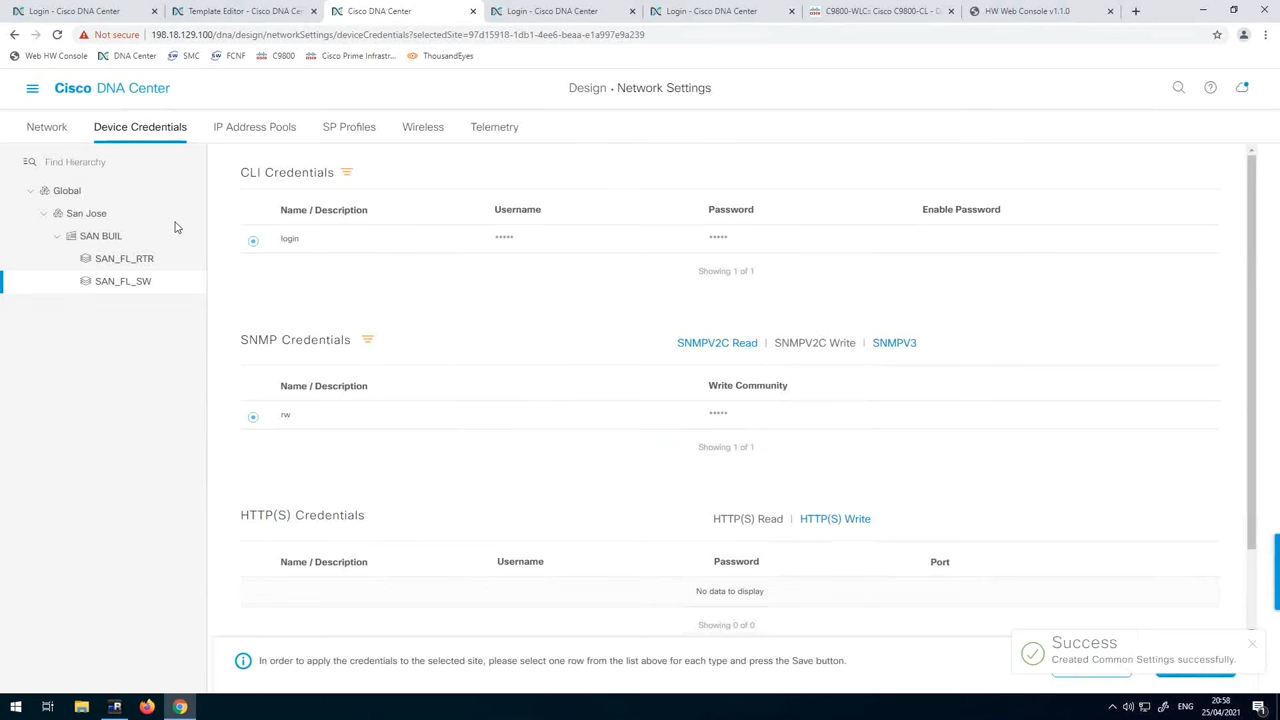 Login - Cisco DNA Center
Template Editor - Cisco DNA Cent
Cisco DNA Center
Login - Cisco DNA Center
Login - Cisco DNA Center
C9800-WLC:: Cisco C9800-CL - C
HW Web Console v1.1.0
Not secure | 198.18.129.100/dna/design/networkSettings/deviceCredentials?selectedSite=97d15918-1db1-4ee6-beaa-e1a997e9a239
Web HW Console
DNA Center
SMC
FCNF
C9800
Cisco Prime Infrastr...
ThousandEyes
Cisco DNA Center
Design · Network Settings
Network
Device Credentials
IP Address Pools
SP Profiles
Wireless
Telemetry
Find Hierarchy
Global
San Jose
SAN BUIL
SAN_FL_RTR
SAN_FL_SW
CLI Credentials
Name / Description Username Password Enable Password
login ***** *****
Showing 1 of 1
SNMP Credentials
SNMPV2C Read | SNMPV2C Write | SNMPV3
Name / Description Write Community
rw *****
Showing 1 of 1
HTTP(S) Credentials
HTTP(S) Read | HTTP(S) Write
Name / Description Username Password Port
No data to display
Showing 0 of 0
In order to apply the credentials to the selected site, please select one row from the list above for each type and press the Save button.
Success
Created Common Settings successfully.
ENG
20:58
25/04/2021